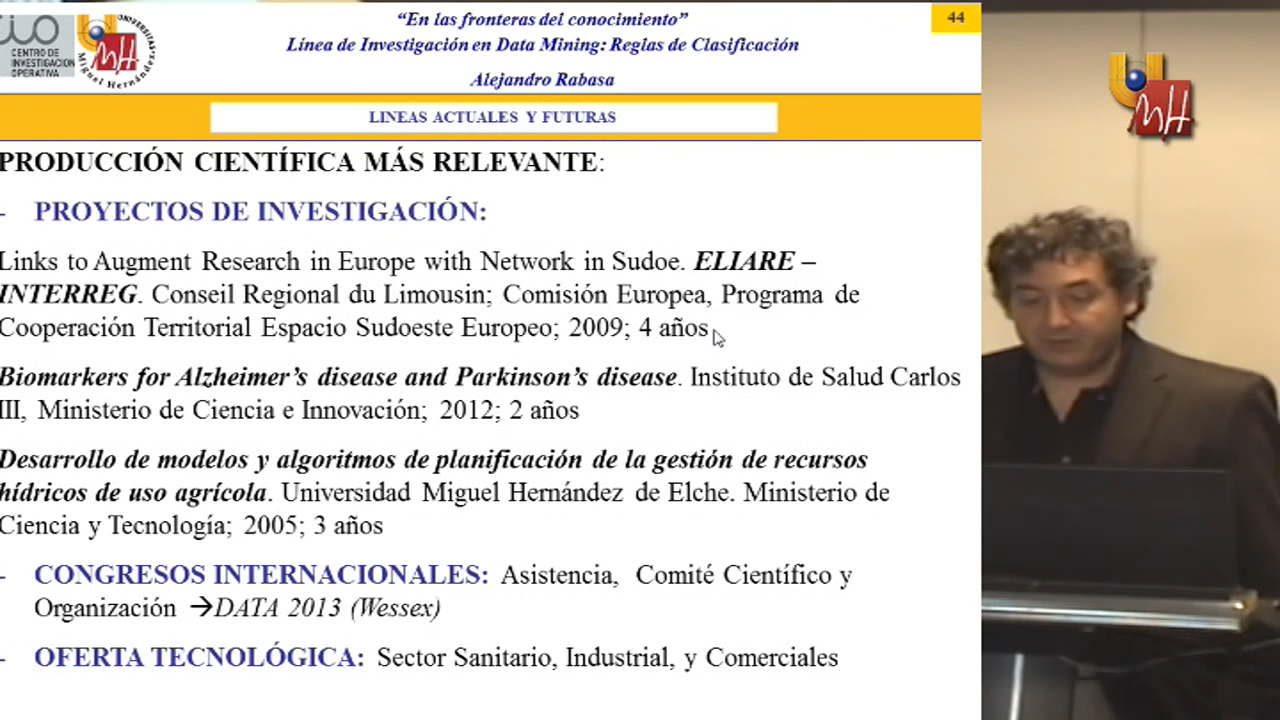 CENTRO DE
INVESTIGACION
OPERATIVA
UNIVERSITAS
Miguel Hernández
"En las fronteras del conocimiento"
Línea de Investigación en Data Mining: Reglas de Clasificación
Alejandro Rabasa
44
LINEAS ACTUALES Y FUTURAS
PRODUCCIÓN CIENTÍFICA MÁS RELEVANTE:
- PROYECTOS DE INVESTIGACIÓN:
Links to Augment Research in Europe with Network in Sudoe. ELIARE –
INTERREG. Conseil Regional du Limousin; Comisión Europea, Programa de
Cooperación Territorial Espacio Sudoeste Europeo; 2009; 4 años
Biomarkers for Alzheimer's disease and Parkinson's disease. Instituto de Salud Carlos
III, Ministerio de Ciencia e Innovación; 2012; 2 años
Desarrollo de modelos y algoritmos de planificación de la gestión de recursos
hídricos de uso agrícola. Universidad Miguel Hernández de Elche. Ministerio de
Ciencia y Tecnología; 2005; 3 años
- CONGRESOS INTERNACIONALES: Asistencia, Comité Científico y
Organización →DATA 2013 (Wessex)
- OFERTA TECNOLÓGICA: Sector Sanitario, Industrial, y Comerciales
UMH